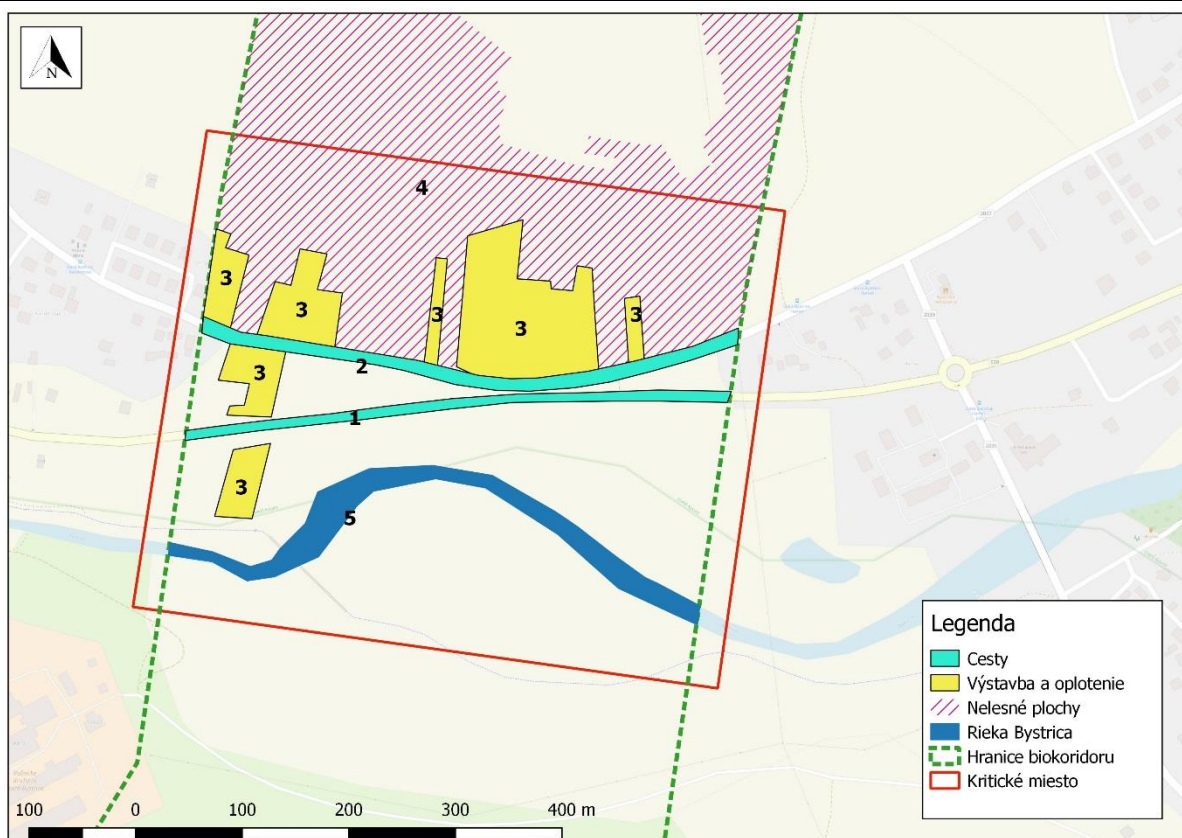 N
4
3
3
3
3
3
2
3
1
3
5
Legenda
Cesty
Výstavba a oplotenie
Nelesné plochy
Rieka Bystrica
Hranice biokoridoru
Kritické miesto
100 0 100 200 300 400 m